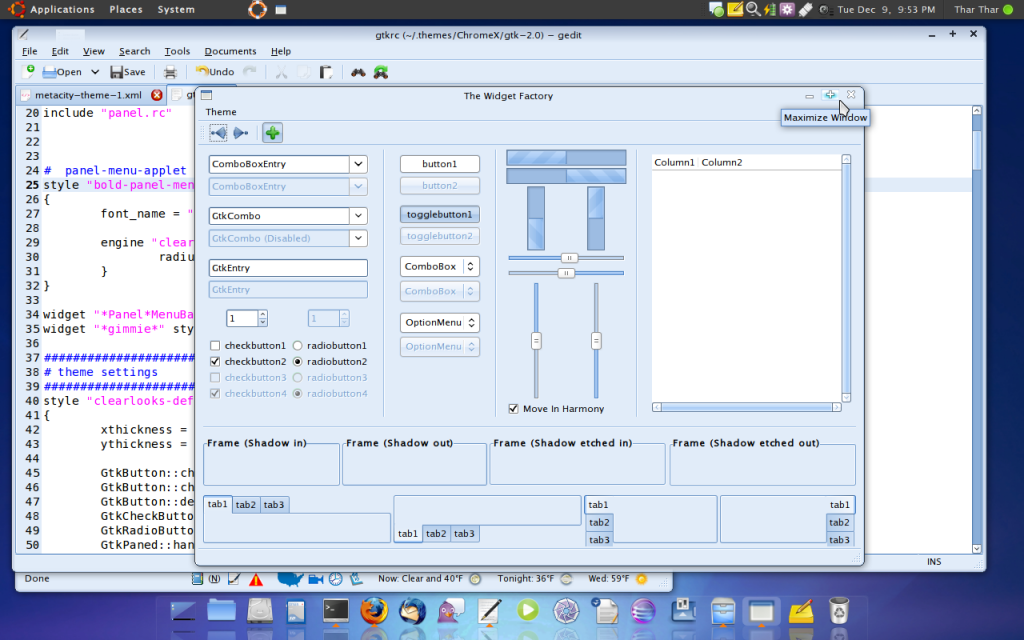 Applications Places System Tue Dec 9, 9:53 PM Thar Thar
gtkrc (~/.themes/ChromeX/gtk-2.0) - gedit
File Edit View Search Tools Documents Help
Open Save Undo
metacity-theme-1.xml gt
The Widget Factory
Theme
Maximize Window
20 include "panel.rc"
21
22
23
24 # panel-menu-applet
25 style "bold-panel-men
26 {
27 font_name = "
28
29 engine "clear
30 radiu
31 }
32 }
33
34 widget "*Panel*MenuBa
35 widget "*gimmie*" sty
36
37 ######################
38 # theme settings
39 ######################
40 style "clearlooks-def
41 {
42 xthickness =
43 ythickness =
44
45 GtkButton::ch
46 GtkButton::ch
47 GtkButton::de
48 GtkCheckButto
49 GtkRadioButto
50 GtkPaned::han
ComboBoxEntry
ComboBoxEntry
GtkCombo
GtkCombo (Disabled)
GtkEntry
GtkEntry
1 1
checkbutton1 radiobutton1
checkbutton2 radiobutton2
checkbutton3 radiobutton3
checkbutton4 radiobutton4
button1
button2
togglebutton1
togglebutton2
ComboBox
ComboBox
OptionMenu
OptionMenu
Move In Harmony
Column1 Column2
Frame (Shadow in) Frame (Shadow out) Frame (Shadow etched in) Frame (Shadow etched out)
tab1 tab2 tab3
tab1 tab2 tab3
tab1
tab2
tab3
tab1
tab2
tab3
INS
Done Now: Clear and 40°F Tonight: 36°F Wed: 59°F